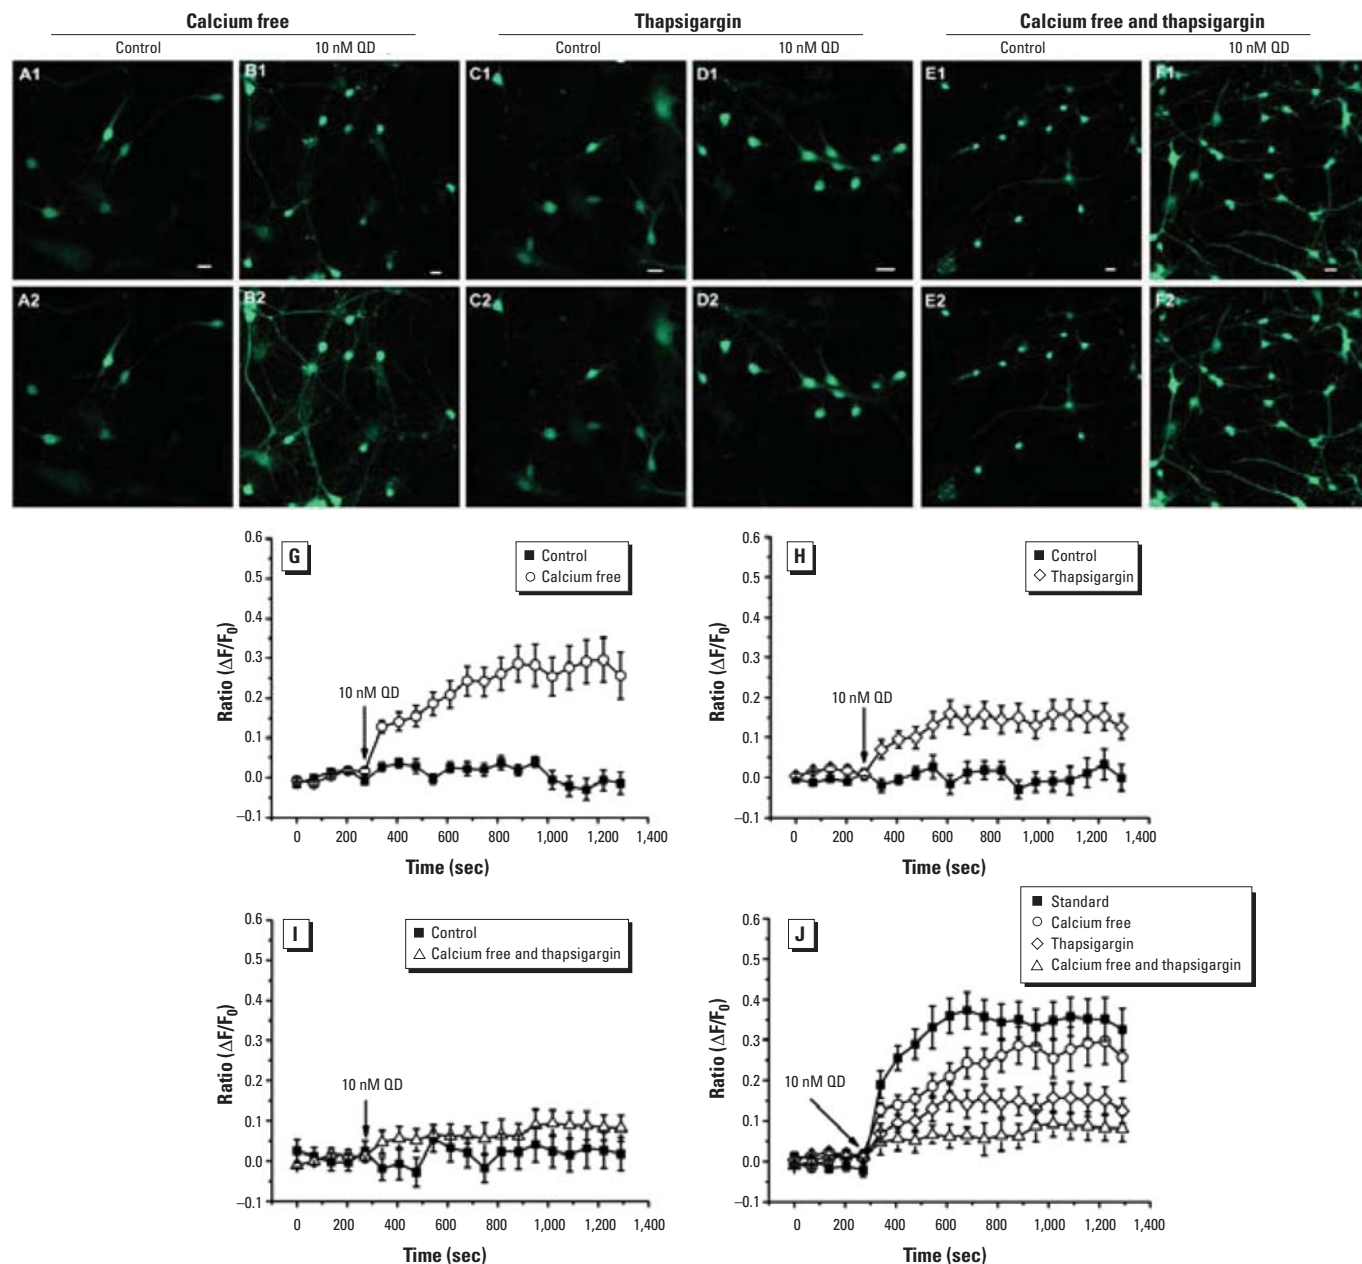 Calcium free Thapsigargin Calcium free and thapsigargin
Control 10 nM QD Control 10 nM QD Control 10 nM QD
A1 B1 C1 D1 E1 F1
A2 B2 C2 D2 E2 F2
G
Control
Calcium free
0.6
0.5
0.4
0.3
0.2
0.1
0.0
–0.1
Ratio (ΔF/F0)
10 nM QD
0 200 400 600 800 1,000 1,200 1,400
Time (sec)
H
Control
Thapsigargin
0.6
0.5
0.4
0.3
0.2
0.1
0.0
–0.1
Ratio (ΔF/F0)
10 nM QD
0 200 400 600 800 1,000 1,200 1,400
Time (sec)
I
Control
Calcium free and thapsigargin
0.6
0.5
0.4
0.3
0.2
0.1
0.0
–0.1
Ratio (ΔF/F0)
10 nM QD
0 200 400 600 800 1,000 1,200 1,400
Time (sec)
J
Standard
Calcium free
Thapsigargin
Calcium free and thapsigargin
0.6
0.5
0.4
0.3
0.2
0.1
0.0
–0.1
Ratio (ΔF/F0)
10 nM QD
0 200 400 600 800 1,000 1,200 1,400
Time (sec)